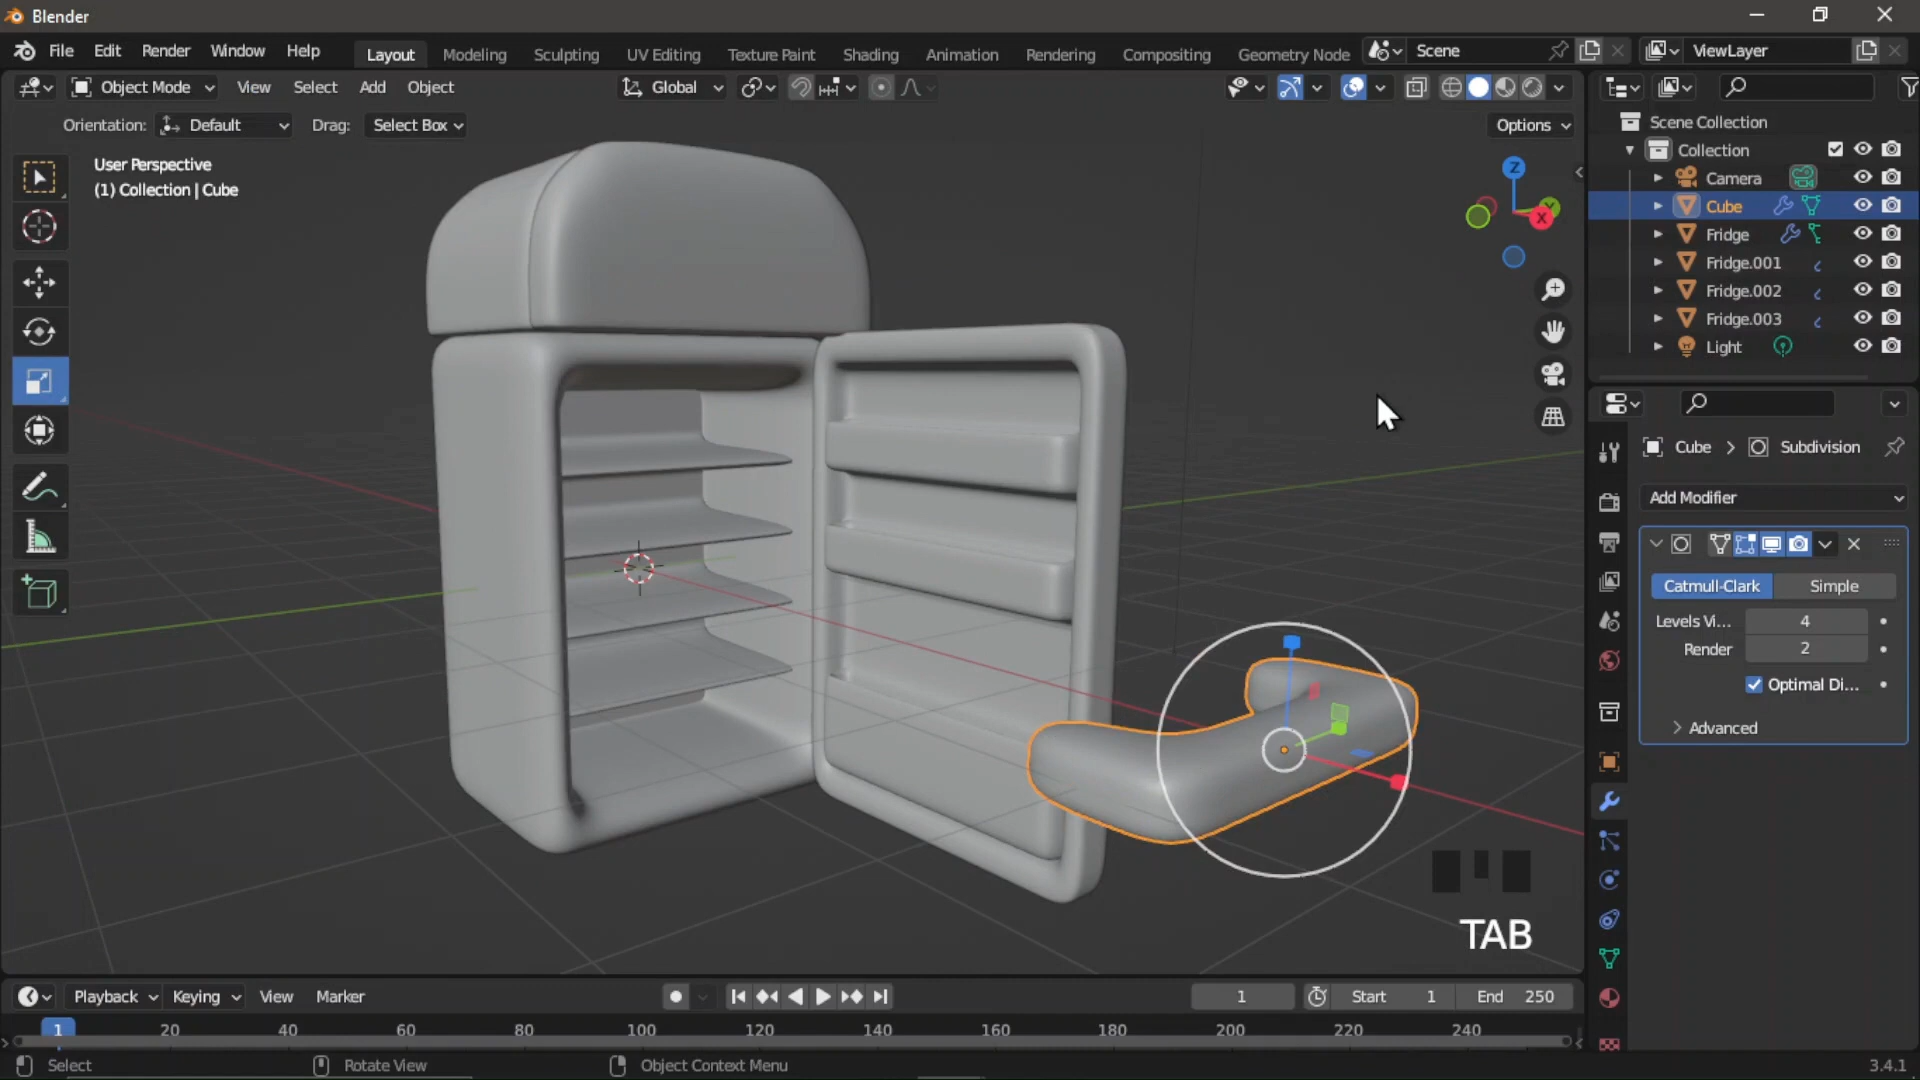 Blender
File Edit Render Window Help Layout Modeling Sculpting UV Editing Texture Paint Shading Animation Rendering Compositing Geometry Node Scene ViewLayer
Object Mode View Select Add Object Global
Orientation: Default Drag: Select Box Options
User Perspective
(1) Collection | Cube
Z
Y
X
Scene Collection
Collection
Camera
Cube
Fridge
Fridge.001
Fridge.002
Fridge.003
Light
Cube > Subdivision
Add Modifier
Catmull-Clark Simple
Levels Vi... 4
Render 2
Optimal Di...
Advanced
TAB
Playback Keying View Marker 1 Start 1 End 250
1 20 40 60 80 100 120 140 160 180 200 220 240
Select Rotate View Object Context Menu 3.4.1